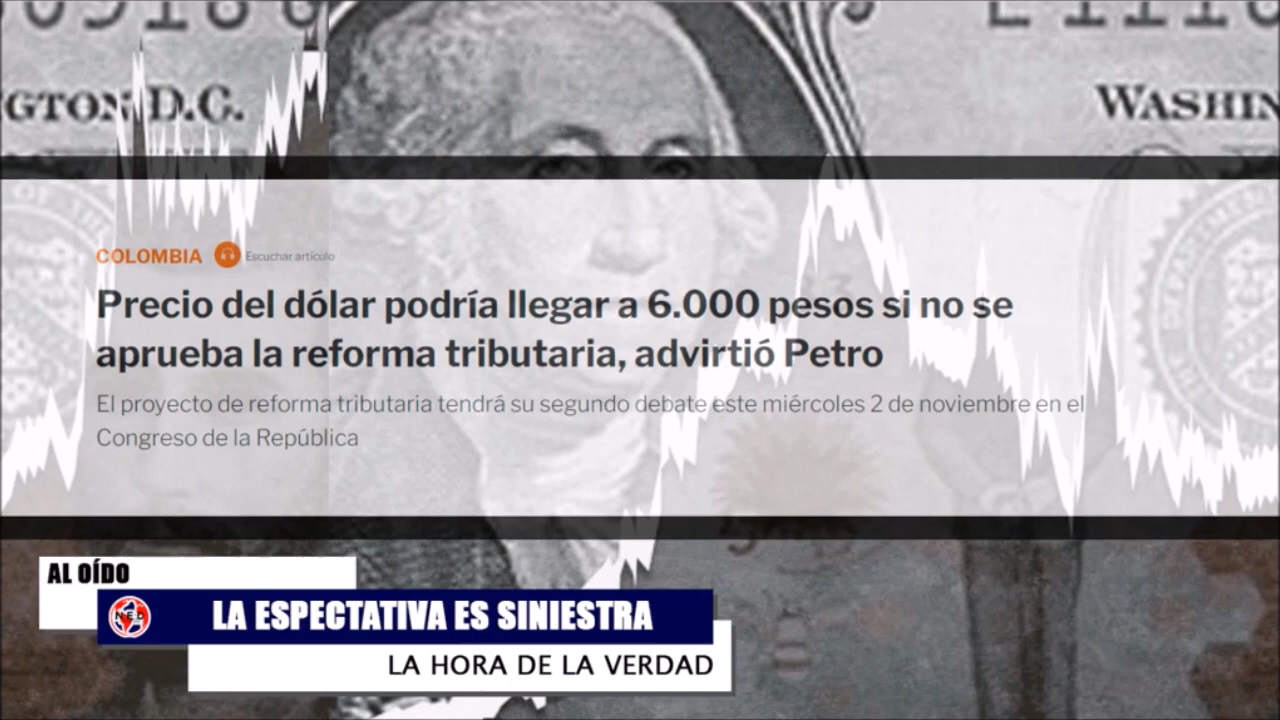 GTON, D.C.
WASHIN
COLOMBIA Escuchar artículo
Precio del dólar podría llegar a 6.000 pesos si no se
aprueba la reforma tributaria, advirtió Petro
El proyecto de reforma tributaria tendrá su segundo debate este miércoles 2 de noviembre en el
Congreso de la República
AL OÍDO
LA ESPECTATIVA ES SINIESTRA
LA HORA DE LA VERDAD